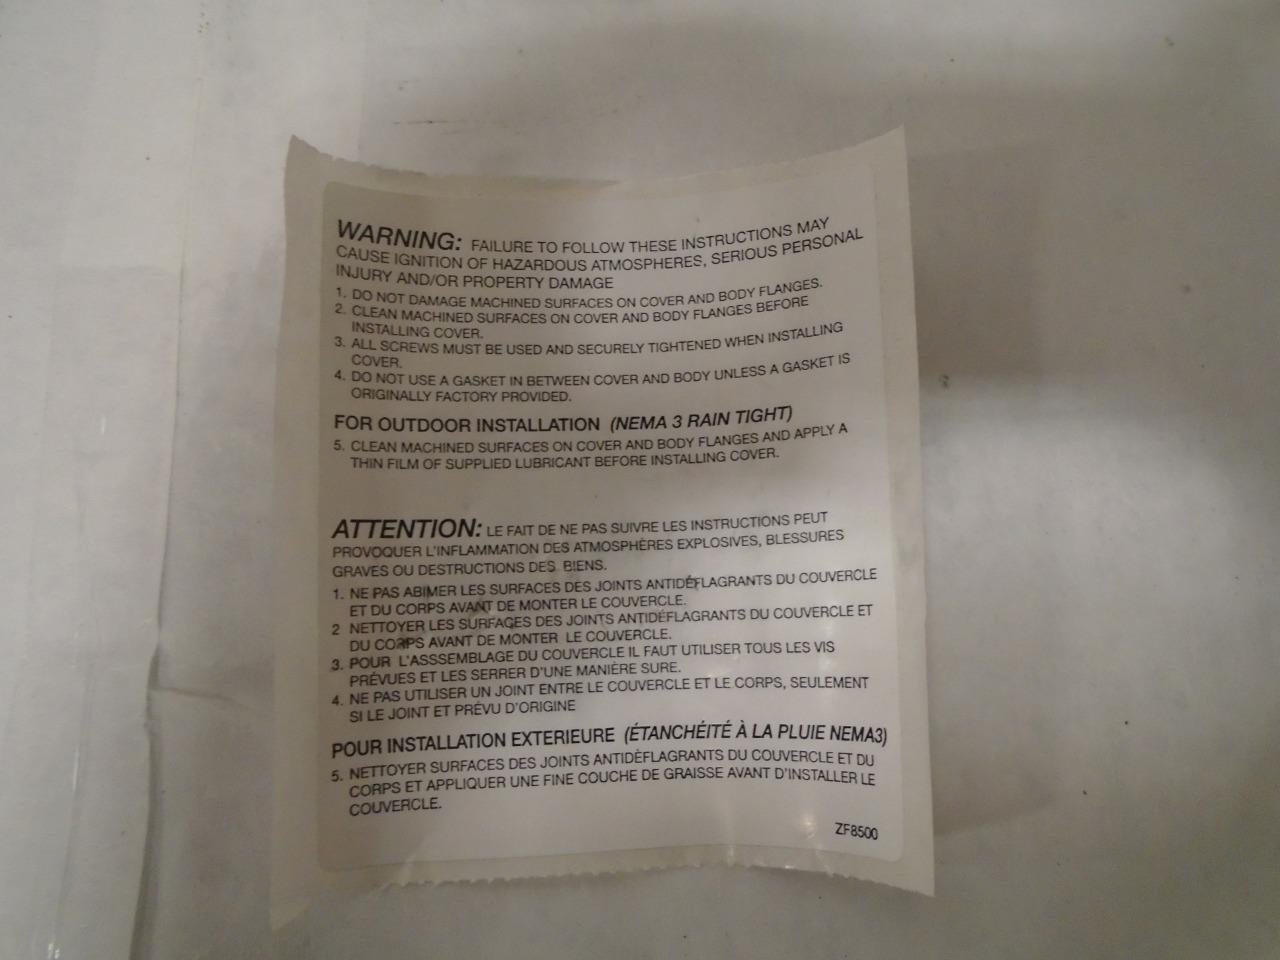 WARNING: FAILURE TO FOLLOW THESE INSTRUCTIONS MAY
CAUSE IGNITION OF HAZARDOUS ATMOSPHERES, SERIOUS PERSONAL
INJURY AND/OR PROPERTY DAMAGE
1. DO NOT DAMAGE MACHINED SURFACES ON COVER AND BODY FLANGES.
2. CLEAN MACHINED SURFACES ON COVER AND BODY FLANGES BEFORE
INSTALLING COVER.
3. ALL SCREWS MUST BE USED AND SECURELY TIGHTENED WHEN INSTALLING
COVER.
4. DO NOT USE A GASKET IN BETWEEN COVER AND BODY UNLESS A GASKET IS
ORIGINALLY FACTORY PROVIDED.
FOR OUTDOOR INSTALLATION (NEMA 3 RAIN TIGHT)
5. CLEAN MACHINED SURFACES ON COVER AND BODY FLANGES AND APPLY A
THIN FILM OF SUPPLIED LUBRICANT BEFORE INSTALLING COVER.
ATTENTION: LE FAIT DE NE PAS SUIVRE LES INSTRUCTIONS PEUT
PROVOQUER L'INFLAMMATION DES ATMOSPHÈRES EXPLOSIVES, BLESSURES
GRAVES OU DESTRUCTIONS DES BIENS.
1. NE PAS ABIMER LES SURFACES DES JOINTS ANTIDÉFLAGRANTS DU COUVERCLE
ET DU CORPS AVANT DE MONTER LE COUVERCLE.
2 NETTOYER LES SURFACES DES JOINTS ANTIDÉFLAGRANTS DU COUVERCLE ET
DU CORPS AVANT DE MONTER LE COUVERCLE.
3. POUR L'ASSSEMBLAGE DU COUVERCLE IL FAUT UTILISER TOUS LES VIS
PRÉVUES ET LES SERRER D'UNE MANIÈRE SURE.
4. NE PAS UTILISER UN JOINT ENTRE LE COUVERCLE ET LE CORPS, SEULEMENT
SI LE JOINT ET PRÉVU D'ORIGINE
POUR INSTALLATION EXTERIEURE (ÉTANCHÉITÉ À LA PLUIE NEMA3)
5. NETTOYER SURFACES DES JOINTS ANTIDÈFLAGRANTS DU COUVERCLE ET DU
CORPS ET APPLIQUER UNE FINE COUCHE DE GRAISSE AVANT D'INSTALLER LE
COUVERCLE.
ZF8500